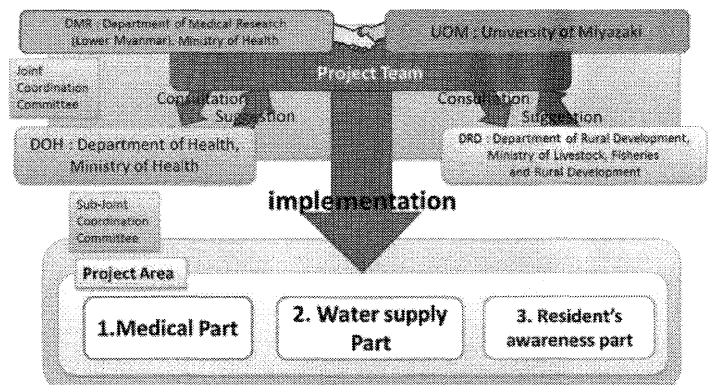 DMR : Department of Medical Research
(Lower Myanmar), Ministry of Health
UOM : University of Miyazaki
Project Team
Joint
Coordination
Committee
Consultation
Suggestion
Consultation
Suggestion
DOH : Department of Health,
Ministry of Health
DRD : Department of Rural Development,
Ministry of Livestock, Fisheries
and Rural Development
implementation
Sub-Joint
Coordination
Committee
Project Area
1.Medical Part
2. Water supply
Part
3. Resident's
awareness part